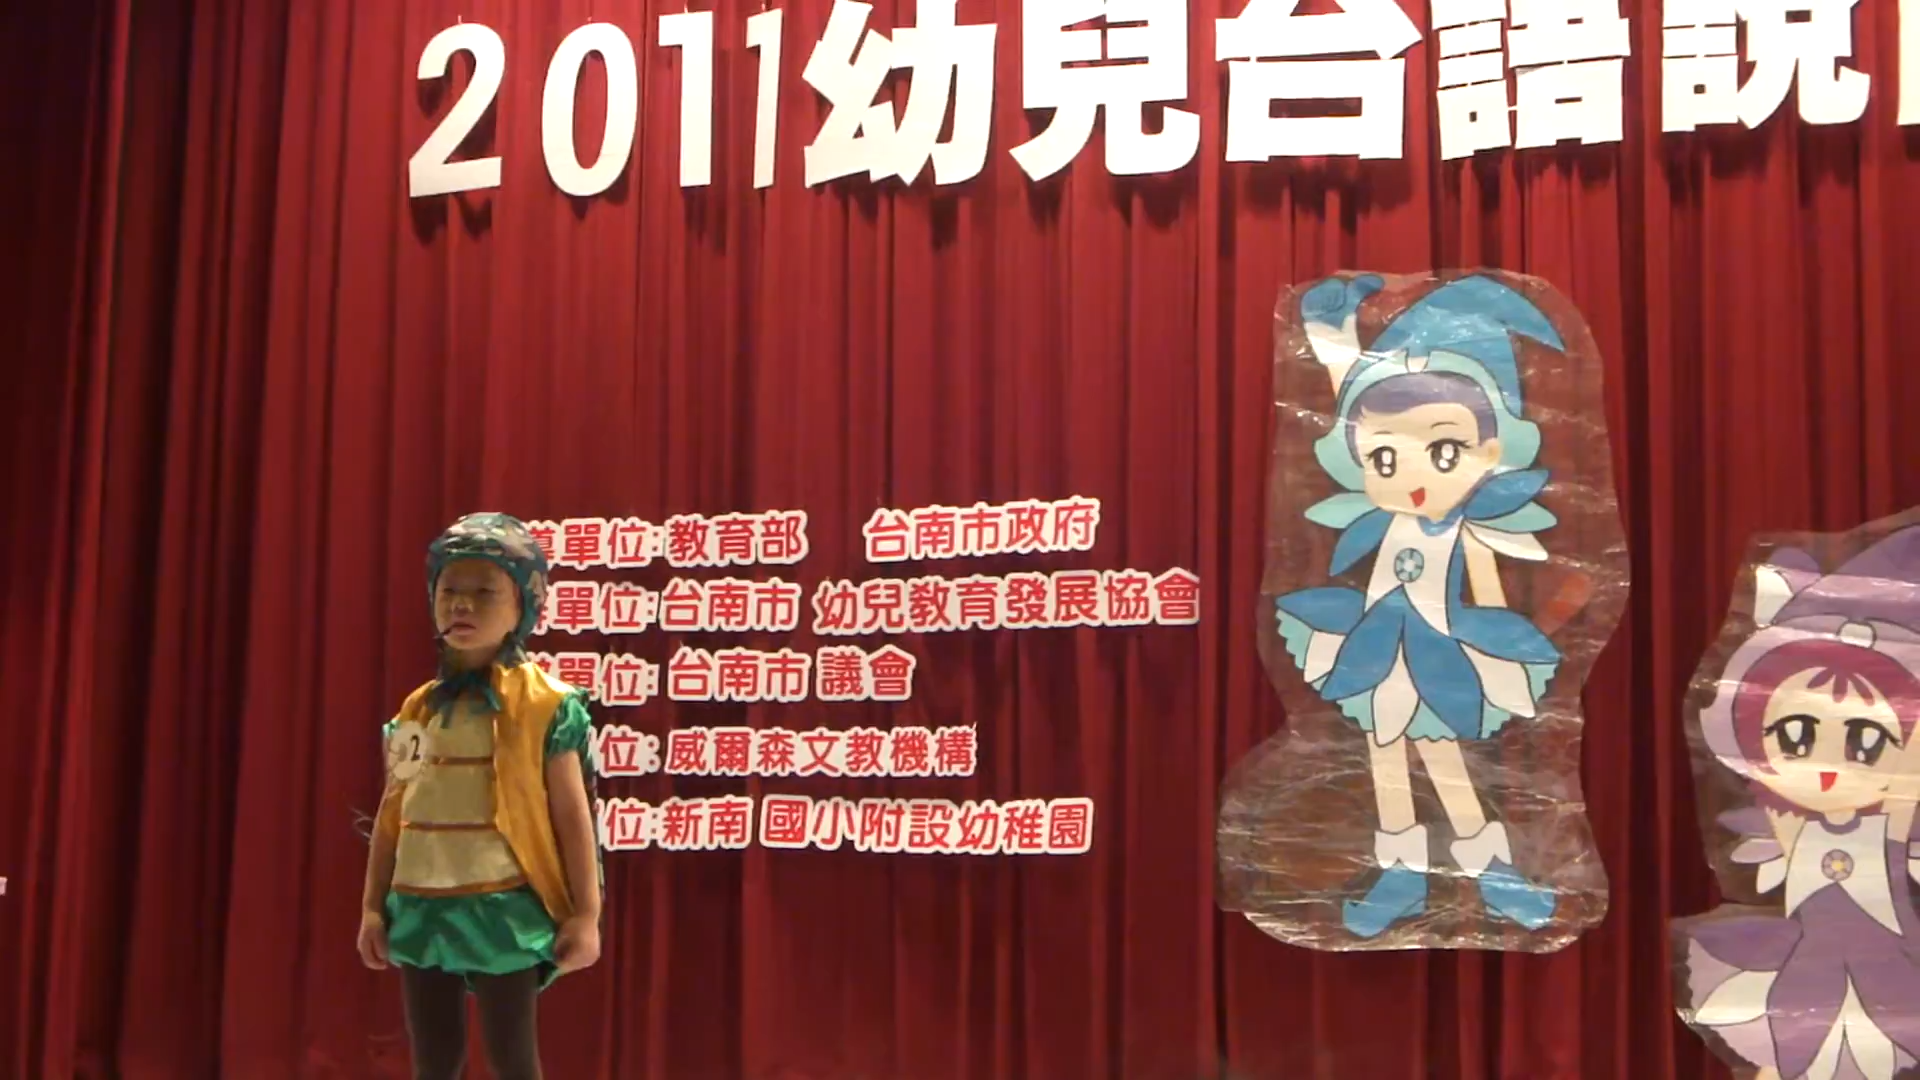 2011幼兒台語說
單位:教育部 台南市政府
單位:台南市 幼兒教育發展協會
單位:台南市 議會
位:威爾森文教機構
位:新南 國小附設幼稚園
2